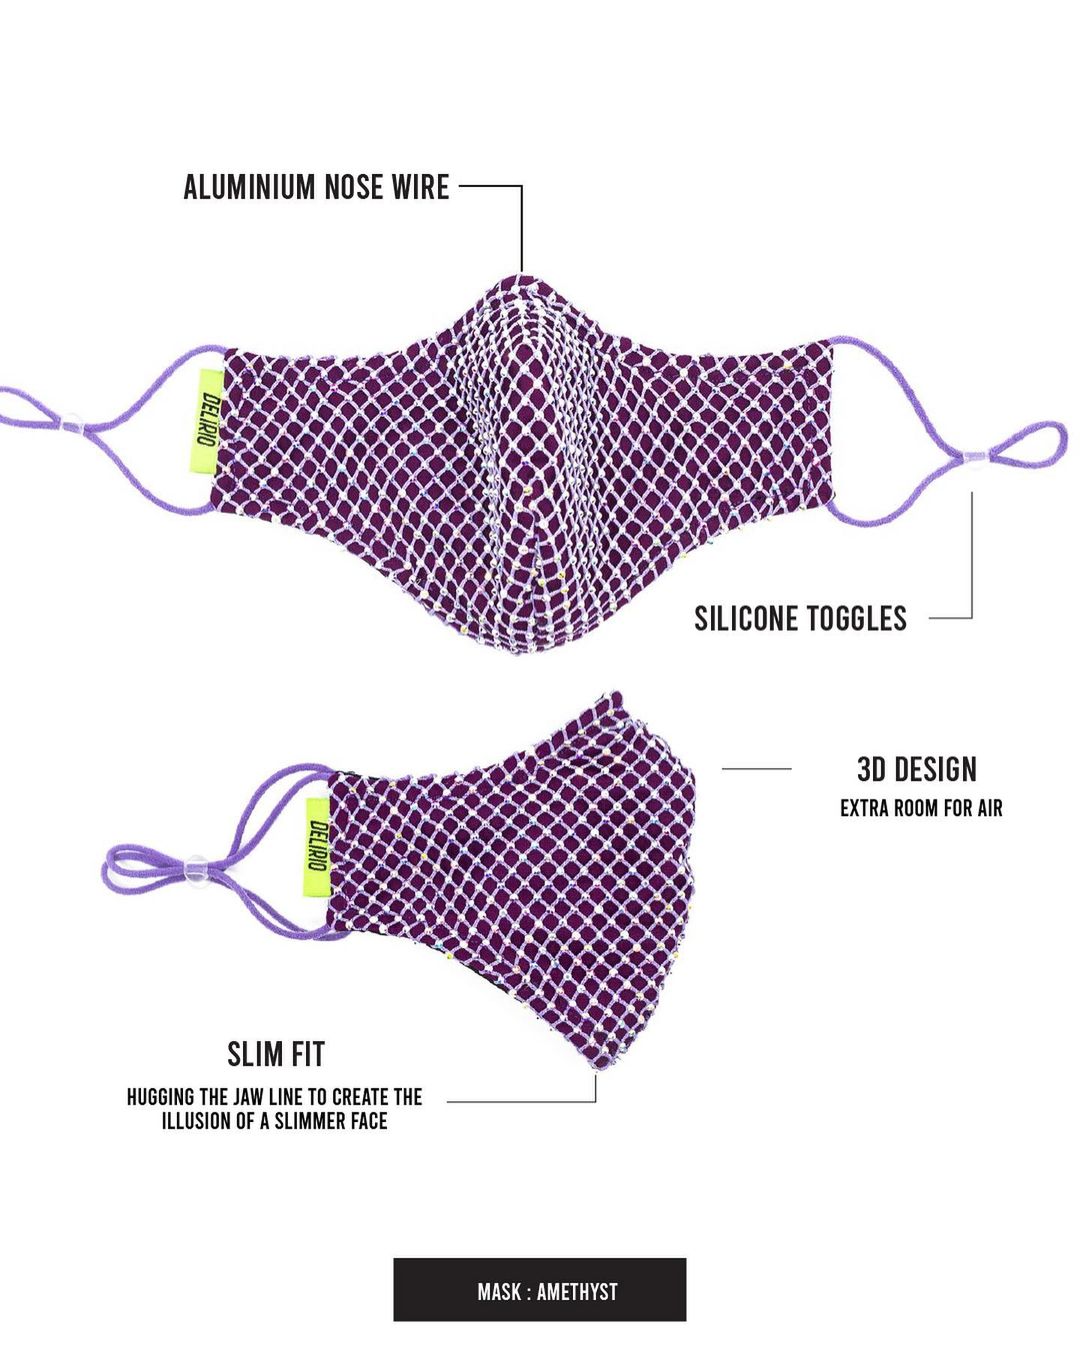 ALUMINIUM NOSE WIRE
DELIRIO
SILICONE TOGGLES
3D DESIGN
EXTRA ROOM FOR AIR
DELIRIO
SLIM FIT
HUGGING THE JAW LINE TO CREATE THE
ILLUSION OF A SLIMMER FACE
MASK : AMETHYST